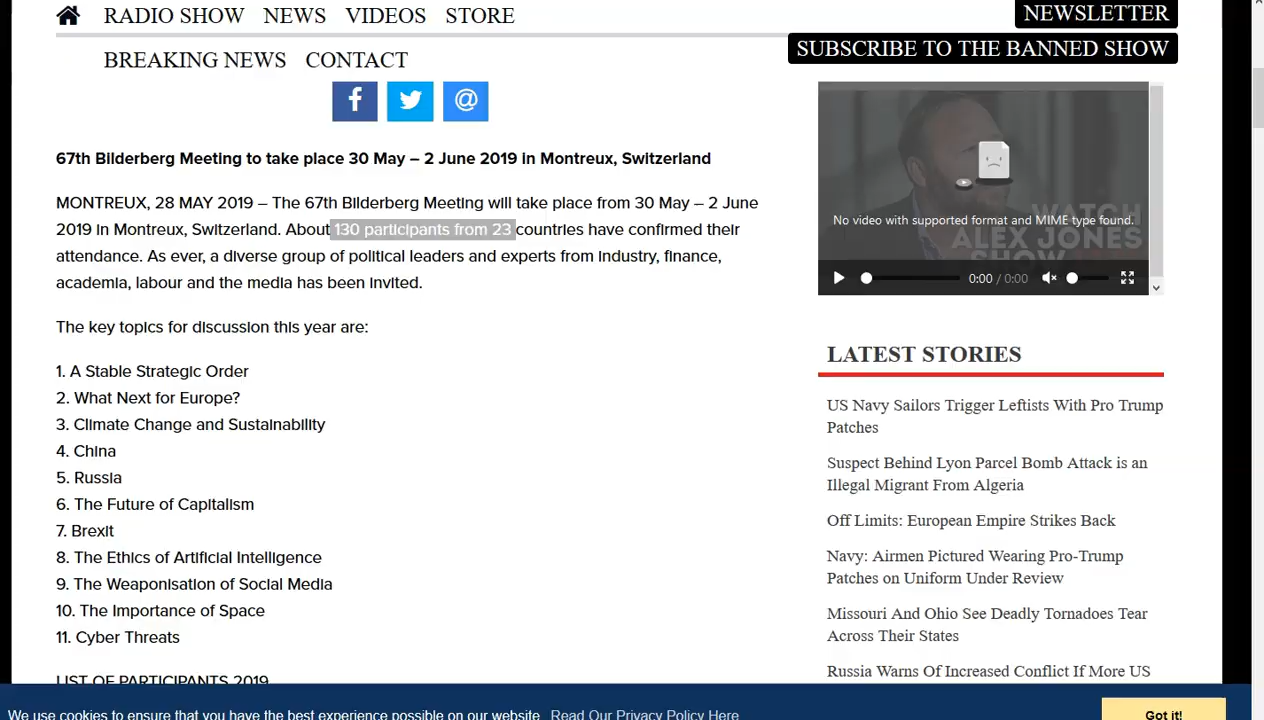 RADIO SHOW NEWS VIDEOS STORE
BREAKING NEWS CONTACT
NEWSLETTER
SUBSCRIBE TO THE BANNED SHOW
67th Bilderberg Meeting to take place 30 May – 2 June 2019 in Montreux, Switzerland
MONTREUX, 28 MAY 2019 – The 67th Bilderberg Meeting will take place from 30 May – 2 June
2019 in Montreux, Switzerland. About 130 participants from 23 countries have confirmed their
attendance. As ever, a diverse group of political leaders and experts from industry, finance,
academia, labour and the media has been invited.
The key topics for discussion this year are:
1. A Stable Strategic Order
2. What Next for Europe?
3. Climate Change and Sustainability
4. China
5. Russia
6. The Future of Capitalism
7. Brexit
8. The Ethics of Artificial Intelligence
9. The Weaponisation of Social Media
10. The Importance of Space
11. Cyber Threats
LIST OF PARTICIPANTS 2019
WATCH
No video with supported format and MIME type found.
ALEX JONES
SHOW
0:00 / 0:00
LATEST STORIES
US Navy Sailors Trigger Leftists With Pro Trump
Patches
Suspect Behind Lyon Parcel Bomb Attack is an
Illegal Migrant From Algeria
Off Limits: European Empire Strikes Back
Navy: Airmen Pictured Wearing Pro-Trump
Patches on Uniform Under Review
Missouri And Ohio See Deadly Tornadoes Tear
Across Their States
Russia Warns Of Increased Conflict If More US
We use cookies to ensure that you have the best experience possible on our website. Read Our Privacy Policy Here
Got it!